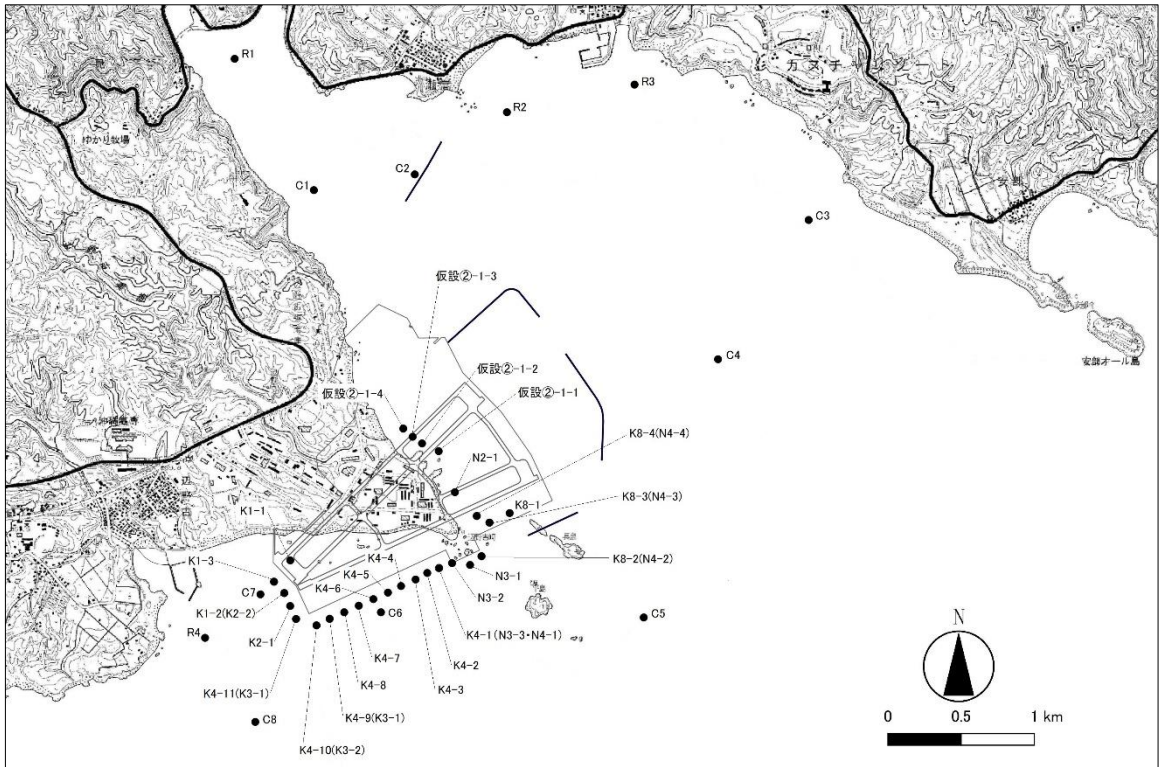 R1
R3
カヌチャリゾート
R2
ゆかり牧場
C2
C1
C3
安部
仮設②-1-3
C4
安部オール島
仮設②-1-2
仮設②-1-4
仮設②-1-1
K8-4(N4-4)
N2-1
K8-3(N4-3)
K1-1
K8-1
長島
K4-4
K8-2(N4-2)
K1-3
K4-5
N3-1
K4-6
C7
N3-2
平島
K1-2(K2-2)
C6
C5
N
K4-1(N3-3・N4-1)
R4
K2-1
K4-7
K4-2
K4-8
K4-3
K4-11(K3-1)
0 0.5 1 km
K4-9(K3-1)
C8
K4-10(K3-2)